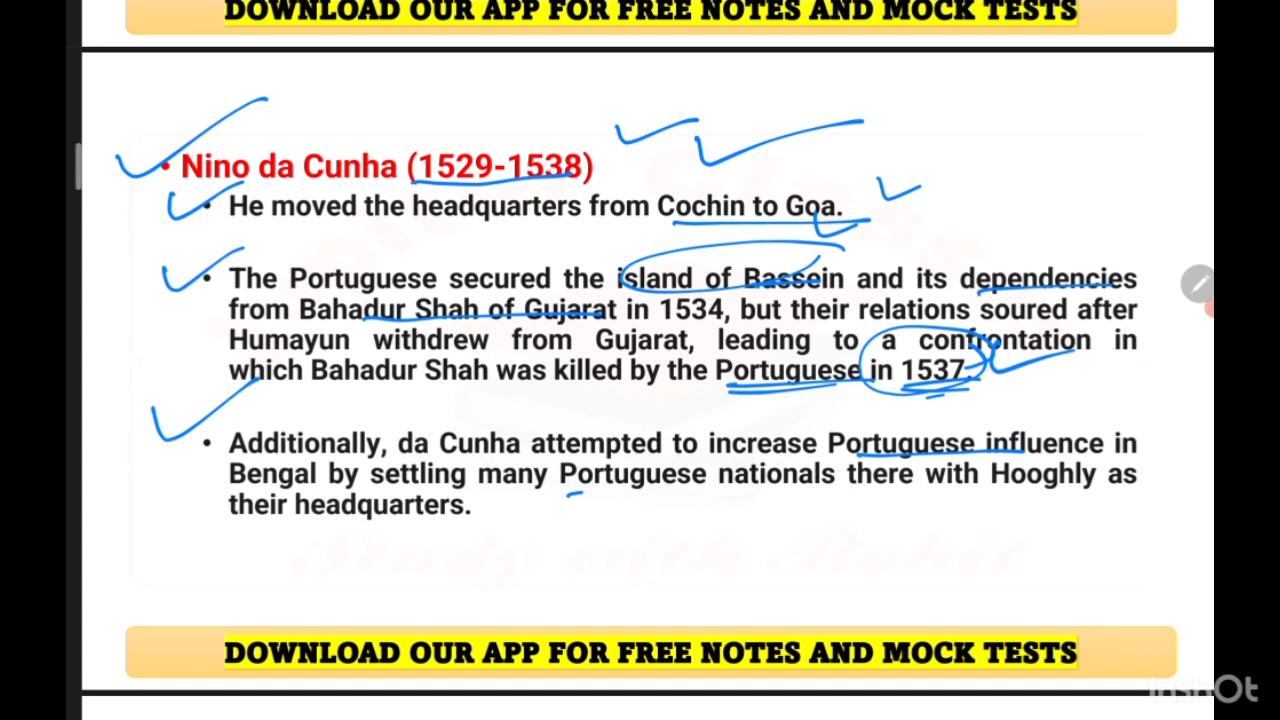 DOWNLOAD OUR APP FOR FREE NOTES AND MOCK TESTS
• Nino da Cunha (1529-1538)
• He moved the headquarters from Cochin to Goa.
• The Portuguese secured the island of Bassein and its dependencies
from Bahadur Shah of Gujarat in 1534, but their relations soured after
Humayun withdrew from Gujarat, leading to a confrontation in
which Bahadur Shah was killed by the Portuguese in 1537.
• Additionally, da Cunha attempted to increase Portuguese influence in
Bengal by settling many Portuguese nationals there with Hooghly as
their headquarters.
Study with Rohit
DOWNLOAD OUR APP FOR FREE NOTES AND MOCK TESTS
InShOt